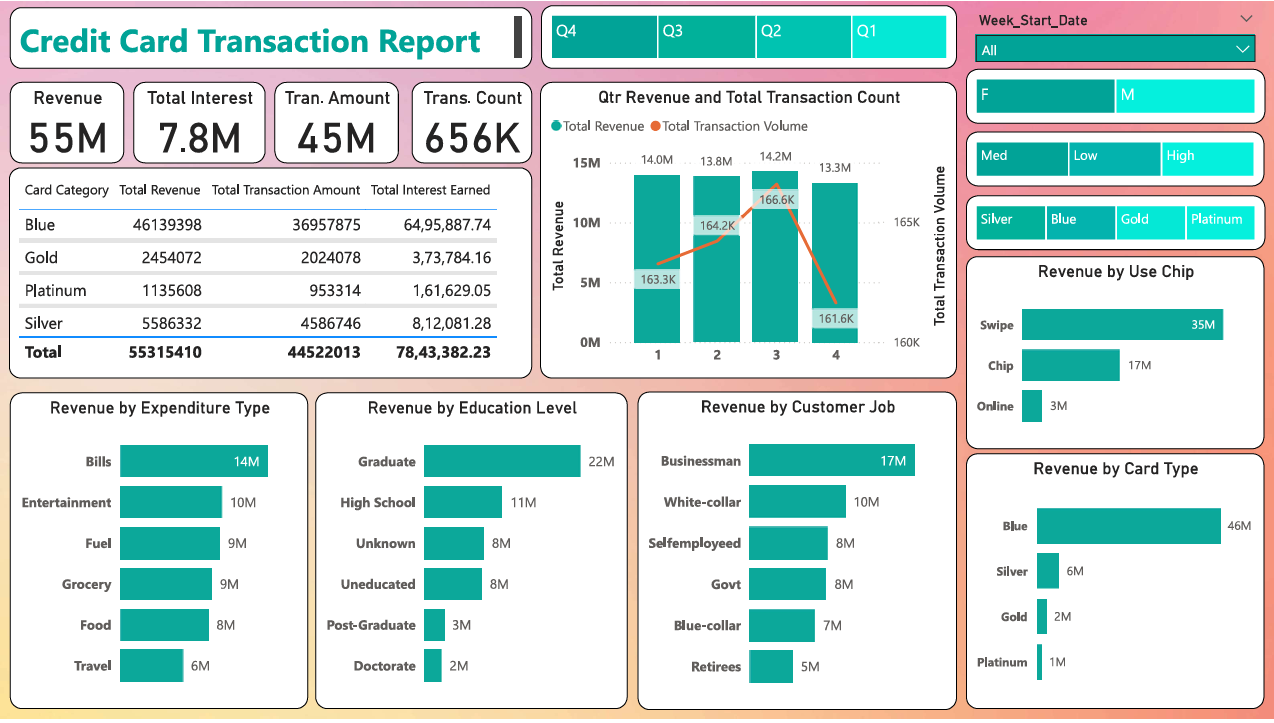 Credit Card Transaction Report
Q4 Q3 Q2 Q1
Week_Start_Date
All
F M
Med Low High
Silver Blue Gold Platinum
Revenue
55M
Total Interest
7.8M
Tran. Amount
45M
Trans. Count
656K
Card Category Total Revenue Total Transaction Amount Total Interest Earned
Blue 46139398 36957875 64,95,887.74
Gold 2454072 2024078 3,73,784.16
Platinum 1135608 953314 1,61,629.05
Silver 5586332 4586746 8,12,081.28
Total 55315410 44522013 78,43,382.23
Qtr Revenue and Total Transaction Count
Total Revenue Total Transaction Volume
Total Revenue
15M
10M
5M
0M
14.0M 13.8M 14.2M 13.3M
163.3K 164.2K 166.6K 161.6K
1 2 3 4
165K
160K
Total Transaction Volume
Revenue by Use Chip
Swipe 35M
Chip 17M
Online 3M
Revenue by Expenditure Type
Bills 14M
Entertainment 10M
Fuel 9M
Grocery 9M
Food 8M
Travel 6M
Revenue by Education Level
Graduate 22M
High School 11M
Unknown 8M
Uneducated 8M
Post-Graduate 3M
Doctorate 2M
Revenue by Customer Job
Businessman 17M
White-collar 10M
Selfemployeed 8M
Govt 8M
Blue-collar 7M
Retirees 5M
Revenue by Card Type
Blue 46M
Silver 6M
Gold 2M
Platinum 1M